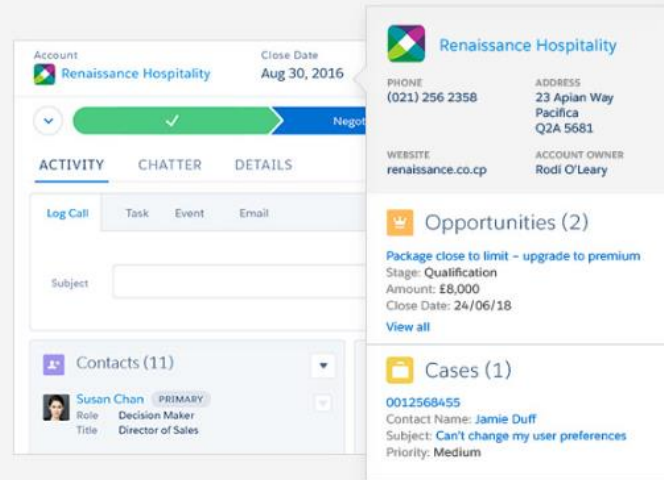 Account
Renaissance Hospitality
Close Date
Aug 30, 2016
ACTIVITY
CHATTER
DETAILS
Log Call
Task
Event
Email
Subject
Contacts (11)
Susan Chan PRIMARY
Role Decision Maker
Title Director of Sales
Renaissance Hospitality
PHONE
(021) 256 2358
ADDRESS
23 Apian Way
Pacifica
Q2A 5681
WEBSITE
renaissance.co.cp
ACCOUNT OWNER
Rodí O'Leary
Opportunities (2)
Package close to limit – upgrade to premium
Stage: Qualification
Amount: £8,000
Close Date: 24/06/18
View all
Cases (1)
0012568455
Contact Name: Jamie Duff
Subject: Can't change my user preferences
Priority: Medium